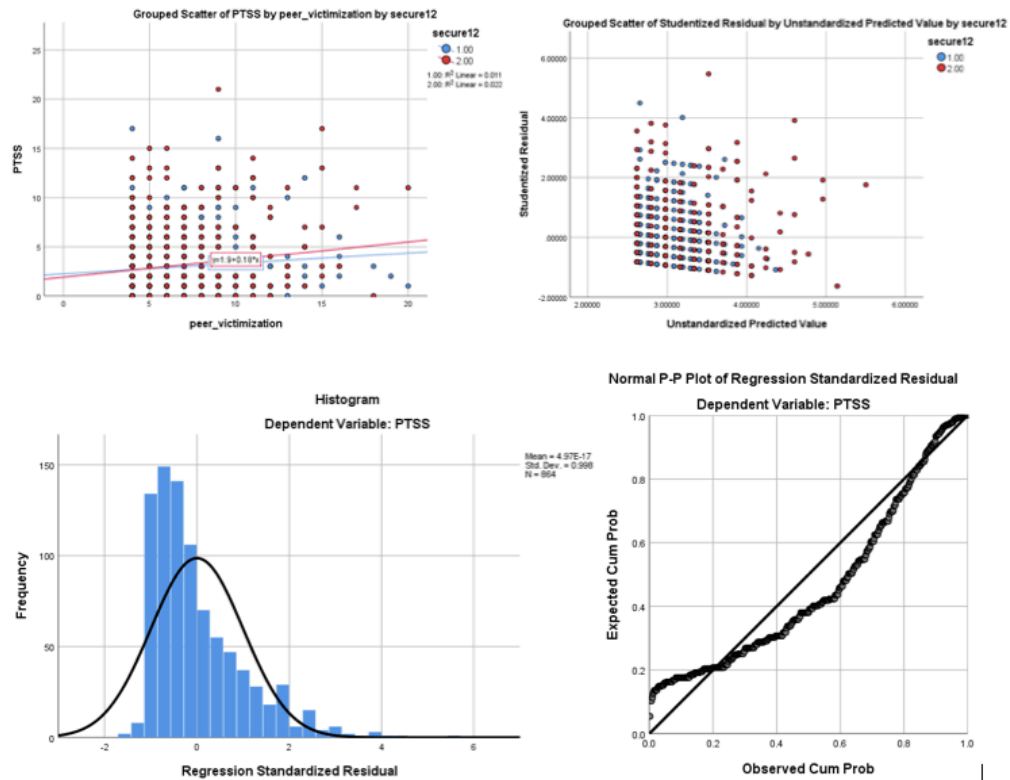 Grouped Scatter of PTSS by peer_victimization by secure12
secure12
1.00
2.00
1.00: R² Linear = 0.011
2.00: R² Linear = 0.022
25
20
15
10
5
0
PTSS
y=1.9+0.18*x
0
5
10
15
20
peer_victimization
Grouped Scatter of Studentized Residual by Unstandardized Predicted Value by secure12
secure12
1.00
2.00
6.00000
4.00000
2.00000
.00000
-2.00000
Studentized Residual
2.00000
3.00000
4.00000
5.00000
6.00000
Unstandardized Predicted Value
Histogram
Dependent Variable: PTSS
Mean = 4.97E-17
Std. Dev. = 0.998
N = 864
150
100
50
0
Frequency
-2
0
2
4
6
Regression Standardized Residual
Normal P-P Plot of Regression Standardized Residual
Dependent Variable: PTSS
1.0
0.8
0.6
0.4
0.2
0.0
Expected Cum Prob
0.0
0.2
0.4
0.6
0.8
1.0
Observed Cum Prob